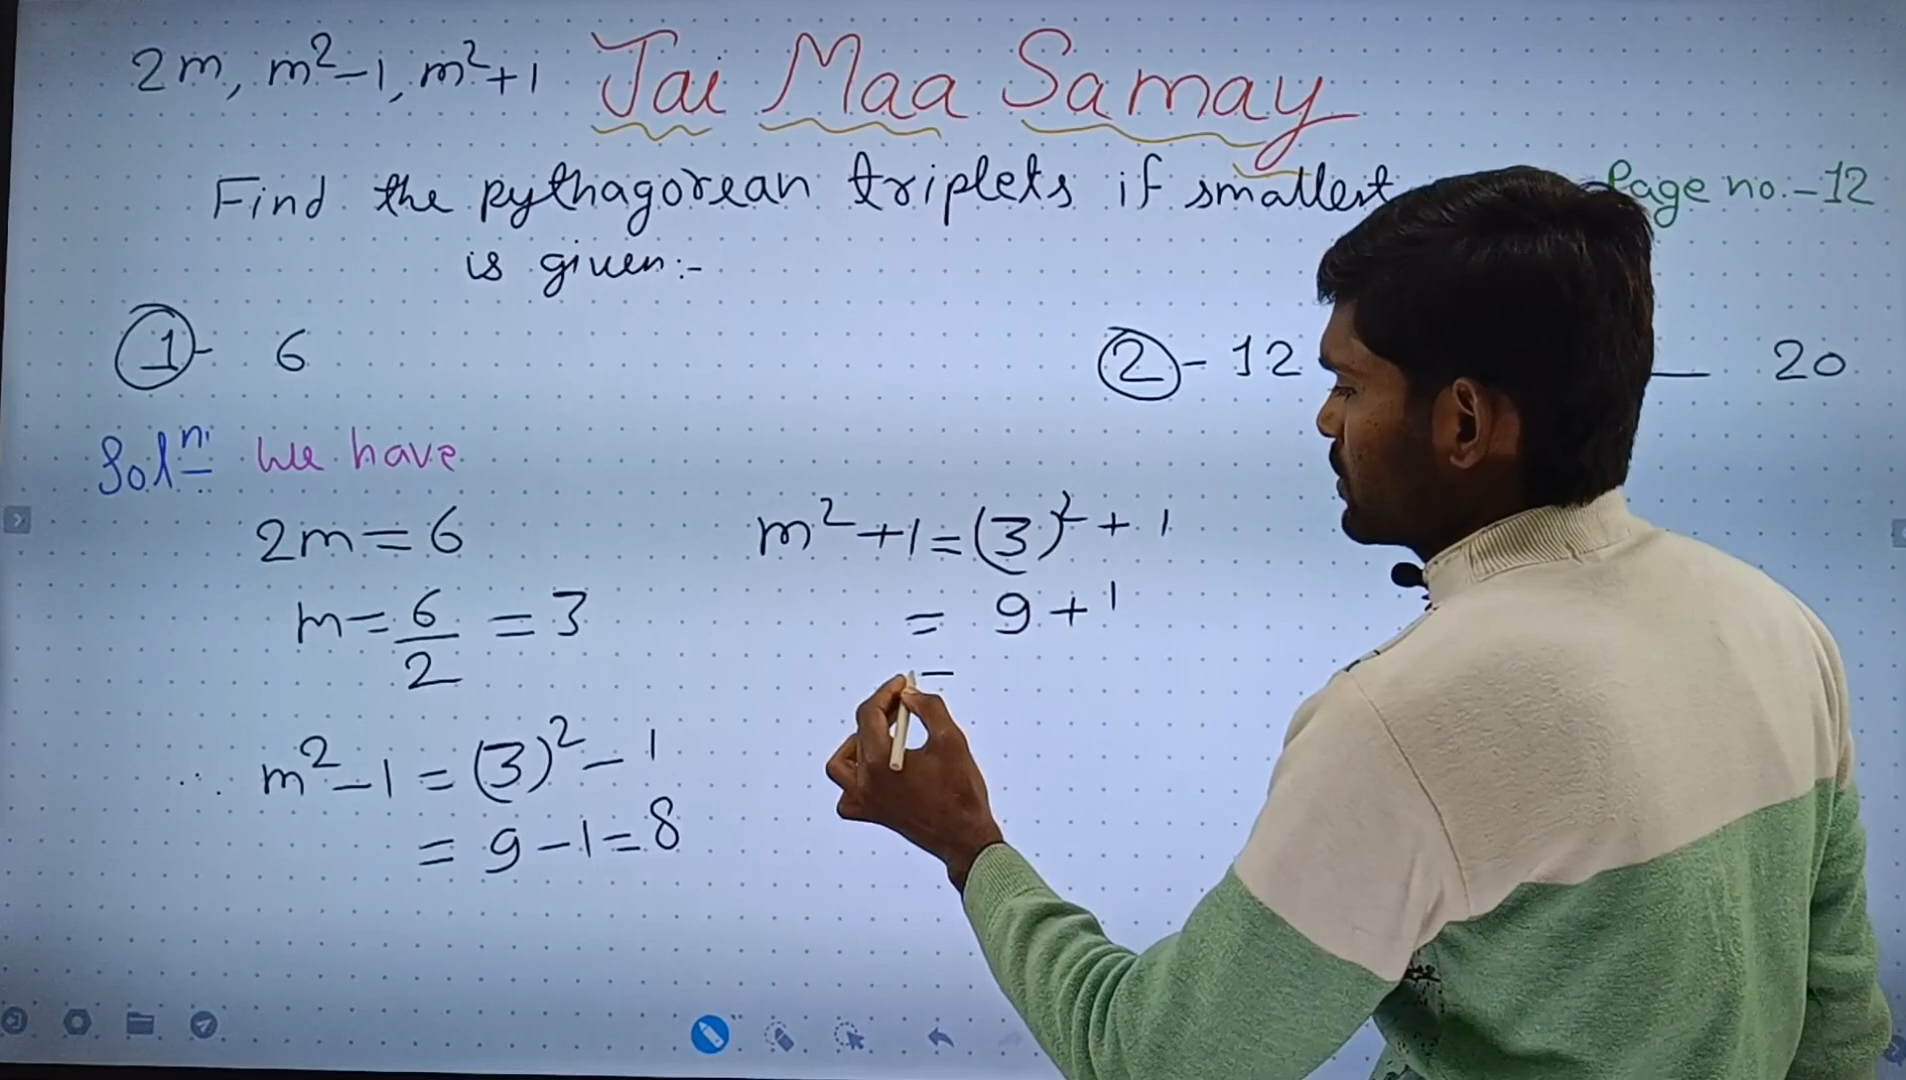 2m, m²-1, m²+1 Jai Maa Samay
Page no.-12
Find the pythagorean triplets if smallest
is given:-
①- 6
②- 12
20
Solⁿ We have
2m = 6
m = 6/2 = 3
∴ m²-1 = (3)² - 1
= 9 - 1 = 8
m² + 1 = (3)² + 1
= 9 + 1